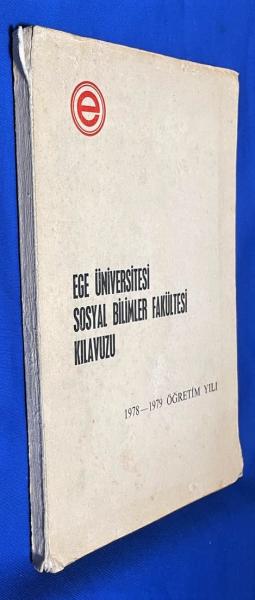 e
EGE ÜNİVERSİTESİ
SOSYAL BİLİMLER FAKÜLTESİ
KILAVUZU
1978—1979 ÖĞRETİM YILI